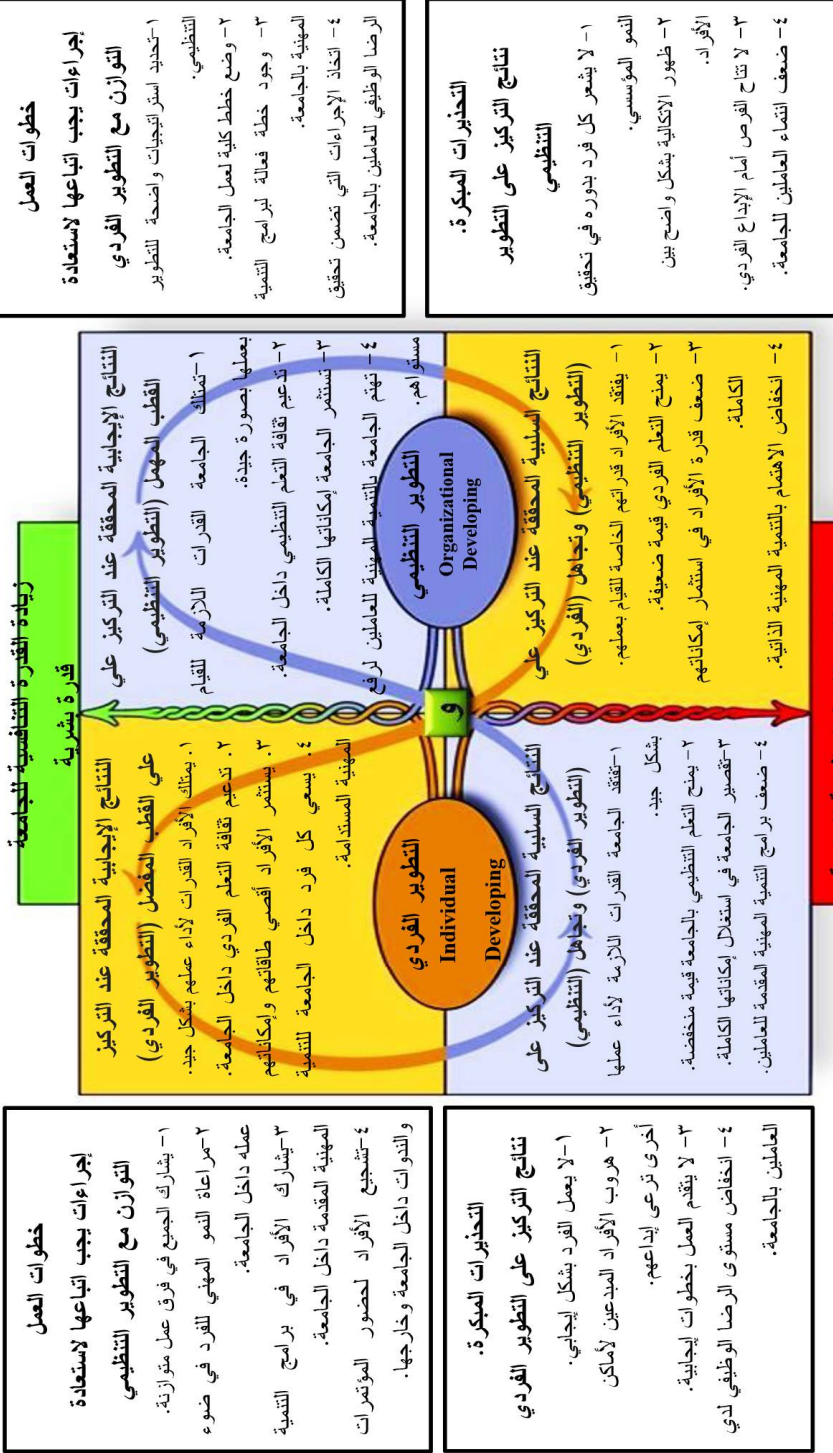 زيادة القدرة التنافسية للجامعة
قدرة بشرية
خطوات العمل
إجراءات يجب اتباعها لاستعادة
التوازن مع التطوير الفردي
١-تحديد استراتيجيات واضحة للتطوير
التنظيمي.
٢- وضع خطط كلية لعمل الجامعة.
٣- وجود خطة فعالة لبرامج التنمية
المهنية بالجامعة.
٤- اتخاذ الإجراءات التي تضمن تحقيق
الرضا الوظيفي للعاملين بالجامعة.
النتائج الإيجابية المحققة عند التركيز علي
القطب المهمل (التطوير التنظيمي)
١-تمتلك الجامعة القدرات اللازمة للقيام
بعملها بصورة جيدة.
٢- تدعيم ثقافة التعلم التنظيمي داخل الجامعة.
٣- تستثمر الجامعة إمكاناتها الكاملة.
٤- تهتم الجامعة بالتنمية المهنية للعاملين لرفع
مستواهم.
النتائج الإيجابية المحققة عند التركيز
علي القطب المفضل (التطوير الفردي)
١. يمتلك الأفراد القدرات لأداء عملهم بشكل جيد.
٢. تدعيم ثقافة التعلم الفردي داخل الجامعة.
٣. يستثمر الأفراد أقصي طاقاتهم وإمكاناتهم
٤. يسعي كل فرد داخل الجامعة للتنمية
المهنية المستدامة.
خطوات العمل
إجراءات يجب اتباعها لاستعادة
التوازن مع التطوير التنظيمي
١- يشارك الجميع في فرق عمل متوازنة.
٢-مراعاة النمو المهني للفرد في ضوء
عمله داخل الجامعة.
٣-يشارك الأفراد في برامج التنمية
المهنية المقدمة داخل الجامعة.
٤-تشجيع الأفراد لحضور المؤتمرات
والندوات داخل الجامعة وخارجها.
التطوير التنظيمي
Organizational
Developing
و
التطوير الفردي
Individual
Developing
التحذيرات المبكرة.
نتائج التركيز على التطوير
التنظيمي
١- لا يشعر كل فرد بدوره في تحقيق
النمو المؤسسي.
٢- ظهور الاتكالية بشكل واضح بين
الأفراد.
٣- لا تتاح الفرص أمام الإبداع الفردي.
٤- ضعف انتماء العاملين للجامعة.
النتائج السلبية المحققة عند التركيز علي
(التطوير التنظيمي) وتجاهل (الفردي)
١- يفتقد الأفراد قدراتهم الخاصة للقيام بعملهم.
٢- يمنح التعلم الفردي قيمة ضعيفة.
٣- ضعف قدرة الأفراد في استثمار إمكاناتهم
الكاملة.
٤- انخفاض الاهتمام بالتنمية المهنية الذاتية.
النتائج السلبية المحققة عند التركيز على
(التطوير الفردي) وتجاهل (التنظيمي)
١-تفتقد الجامعة القدرات اللازمة لأداء عملها
بشكل جيد.
٢-يمنح التعلم التنظيمي بالجامعة قيمة منخفضة.
٣-تقصير الجامعة في استغلال إمكاناتها الكاملة.
٤- ضعف برامج التنمية المهنية المقدمة للعاملين.
التحذيرات المبكرة.
نتائج التركيز على التطوير الفردي
١-لا يعمل الفرد بشكل إيجابي.
٢- هروب الأفراد المبدعين لأماكن
أخرى ترعى إبداعهم.
٣- لا يتقدم العمل بخطوات إيجابية.
٤- انخفاض مستوى الرضا الوظيفي لدي
العاملين بالجامعة.